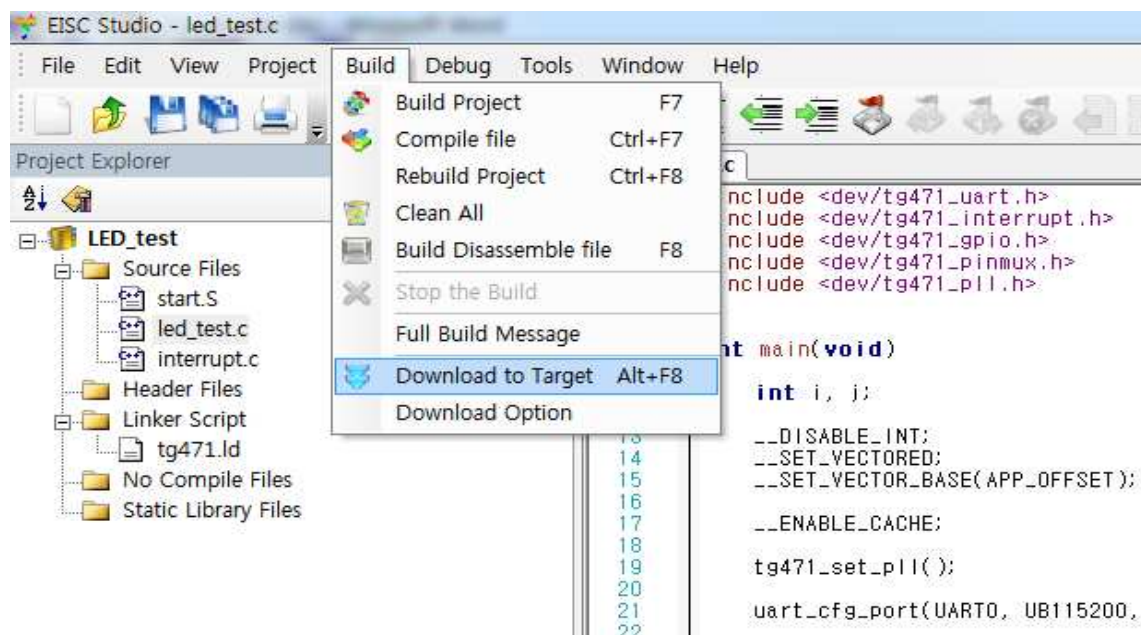 EISC Studio - led_test.c
File Edit View Project Build Debug Tools Window Help
Build Project F7
Compile file Ctrl+F7
Rebuild Project Ctrl+F8
Clean All
Build Disassemble file F8
Stop the Build
Full Build Message
Download to Target Alt+F8
Download Option
Project Explorer
LED_test
Source Files
start.S
led_test.c
interrupt.c
Header Files
Linker Script
tg471.ld
No Compile Files
Static Library Files
c
nclude <dev/tg471_uart.h>
nclude <dev/tg471_interrupt.h>
nclude <dev/tg471_gpio.h>
nclude <dev/tg471_pinmux.h>
nclude <dev/tg471_pll.h>
nt main(void)
int i, j;
13 __DISABLE_INT;
14 __SET_VECTORED;
15 __SET_VECTOR_BASE(APP_OFFSET);
16
17 __ENABLE_CACHE;
18
19 tg471_set_pll();
20
21 uart_cfg_port(UART0, UB115200,
22